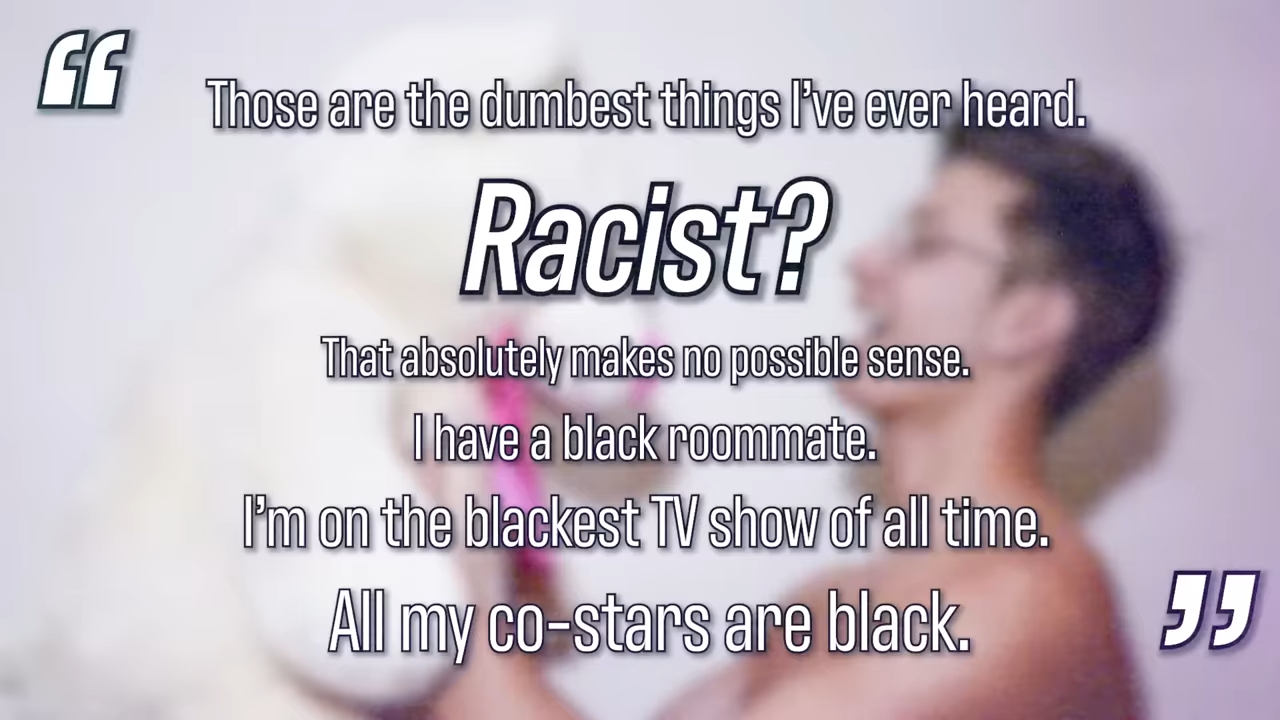 “
Those are the dumbest things I’ve ever heard.
Racist?
That absolutely makes no possible sense.
I have a black roommate.
I’m on the blackest TV show of all time.
All my co-stars are black.
”